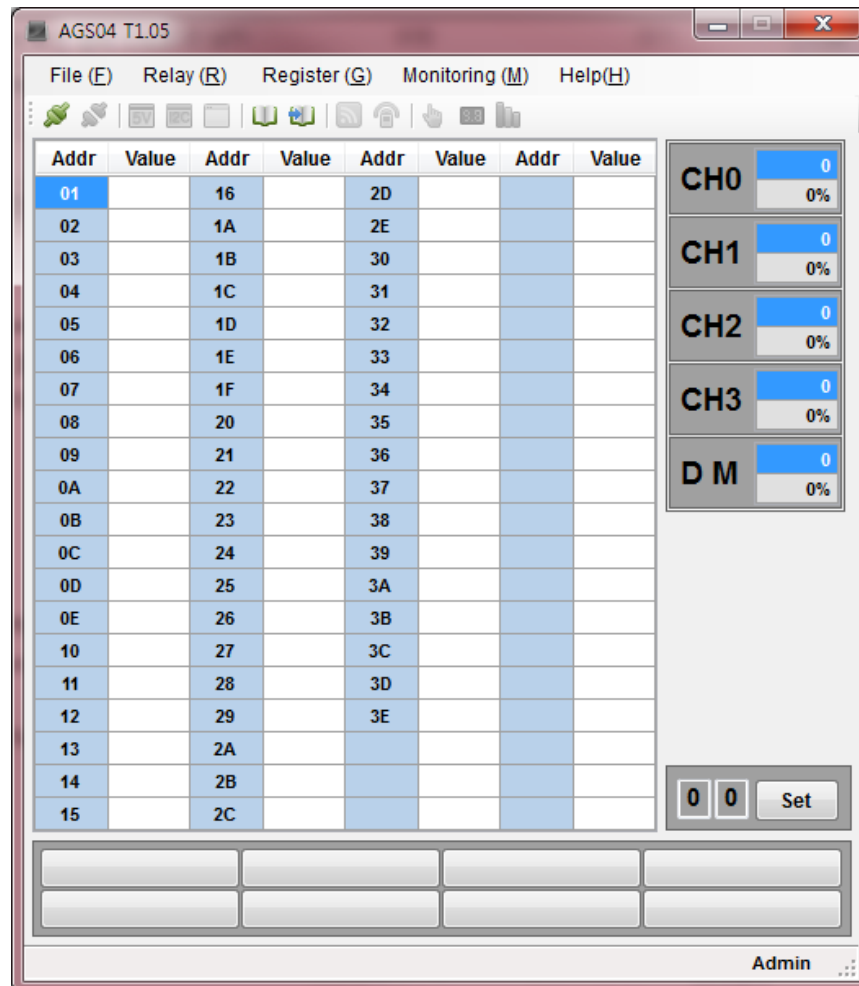 AGS04 T1.05
File (F) Relay (R) Register (G) Monitoring (M) Help(H)
5V I2C 8.8
Addr Value Addr Value Addr Value Addr Value
01 16 2D
02 1A 2E
03 1B 30
04 1C 31
05 1D 32
06 1E 33
07 1F 34
08 20 35
09 21 36
0A 22 37
0B 23 38
0C 24 39
0D 25 3A
0E 26 3B
10 27 3C
11 28 3D
12 29 3E
13 2A
14 2B
15 2C
CH0 0
0%
CH1 0
0%
CH2 0
0%
CH3 0
0%
D M 0
0%
0 0 Set
Admin